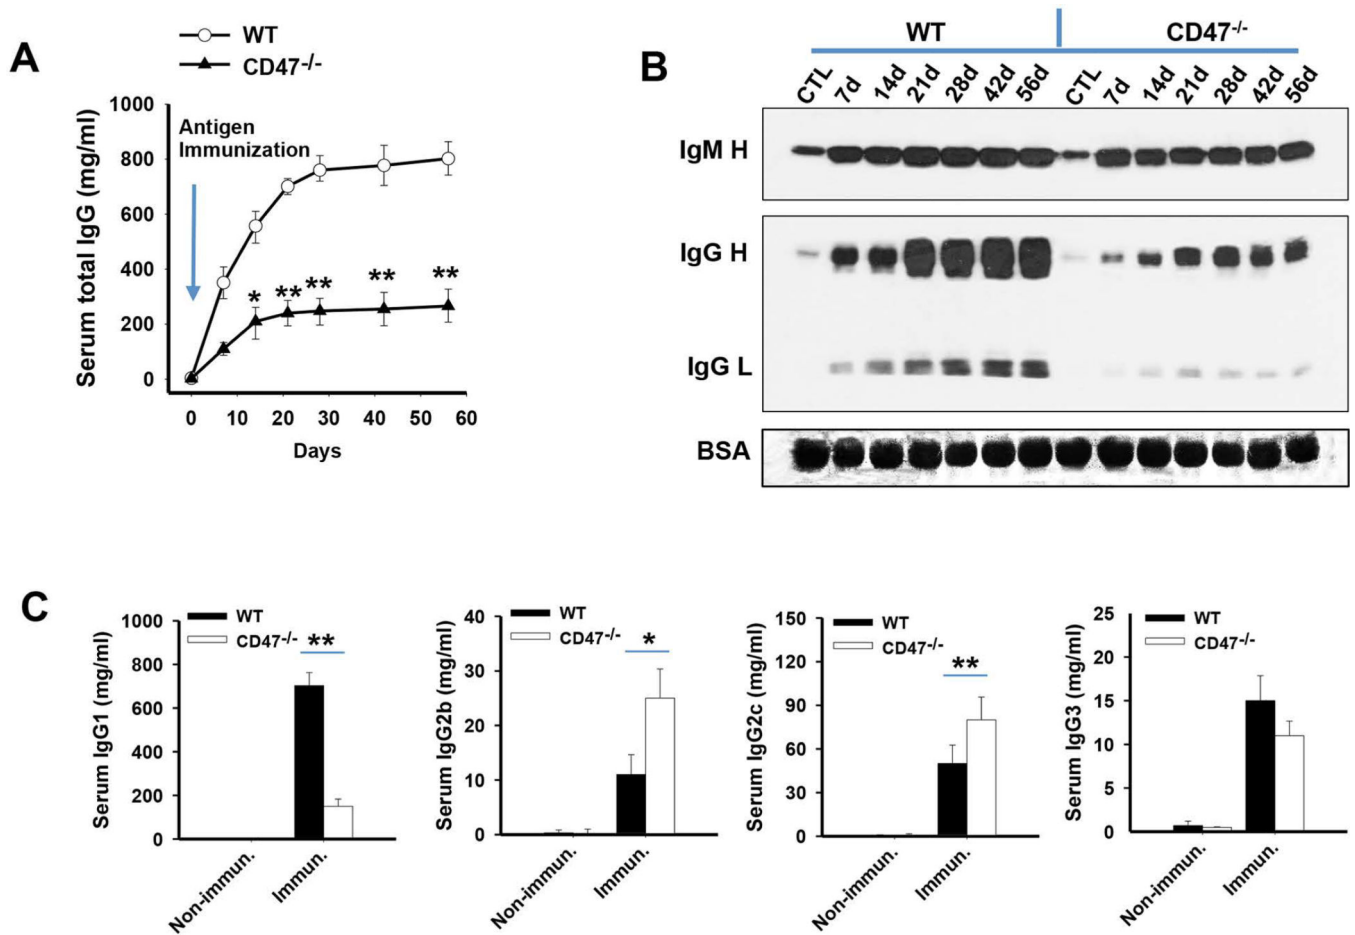 A
WT
CD47-/-
1000
800
600
400
200
0
Serum total IgG (mg/ml)
Antigen
Immunization
*
**
**
**
**
0 10 20 30 40 50 60
Days
B
WT CD47-/-
CTL 7d 14d 21d 28d 42d 56d CTL 7d 14d 21d 28d 42d 56d
IgM H
IgG H
IgG L
BSA
C
WT
CD47-/-
**
1000
800
600
400
200
0
Serum IgG1 (mg/ml)
Non-immun. Immun.
WT
CD47-/-
*
40
30
20
10
0
Serum IgG2b (mg/ml)
Non-immun. Immun.
WT
CD47-/-
**
150
120
90
60
30
0
Serum IgG2c (mg/ml)
Non-immun. Immun.
WT
CD47-/-
25
20
15
10
5
0
Serum IgG3 (mg/ml)
Non-immun. Immun.